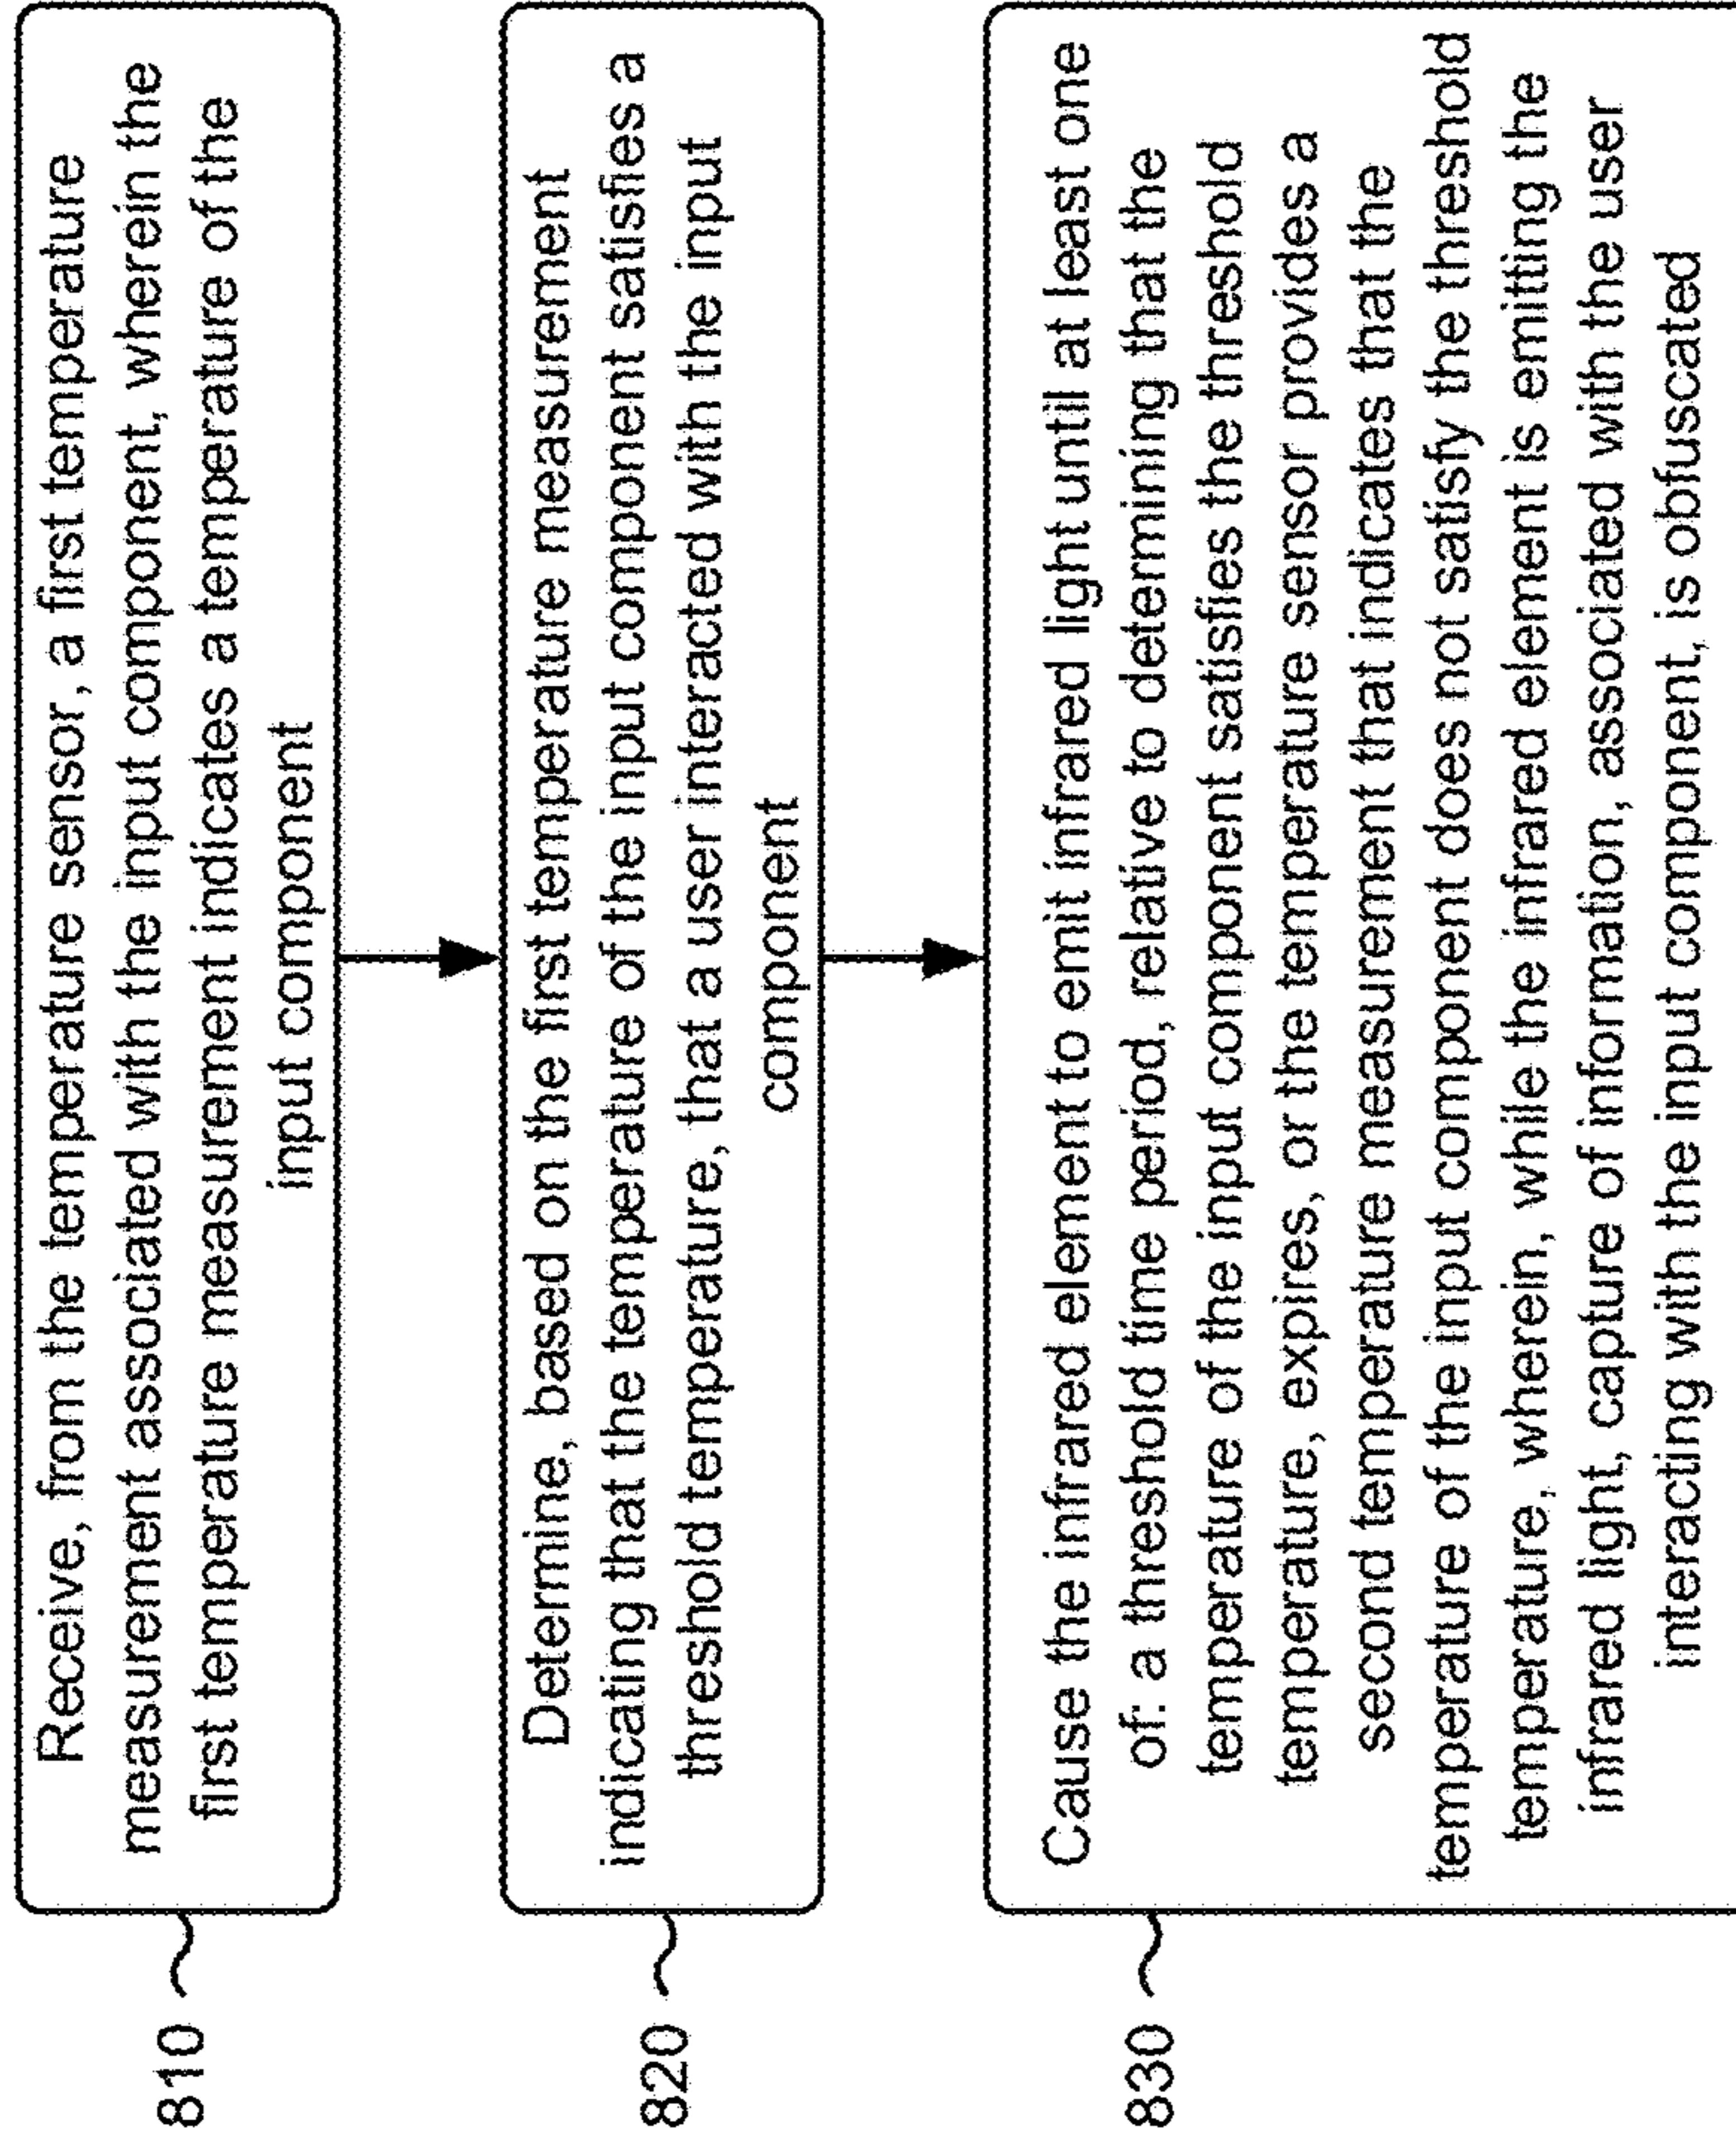 810
Receive, from the temperature sensor, a first temperature
measurement associated with the input component, wherein the
first temperature measurement indicates a temperature of the
input component
820
Determine, based on the first temperature measurement
indicating that the temperature of the input component satisfies a
threshold temperature, that a user interacted with the input
component
830
Cause the infrared element to emit infrared light until at least one
of: a threshold time period, relative to determining that the
temperature of the input component satisfies the threshold
temperature, expires, or the temperature sensor provides a
second temperature measurement that indicates that the
temperature of the input component does not satisfy the threshold
temperature, wherein, while the infrared element is emitting the
infrared light, capture of information, associated with the user
interacting with the input component, is obfuscated